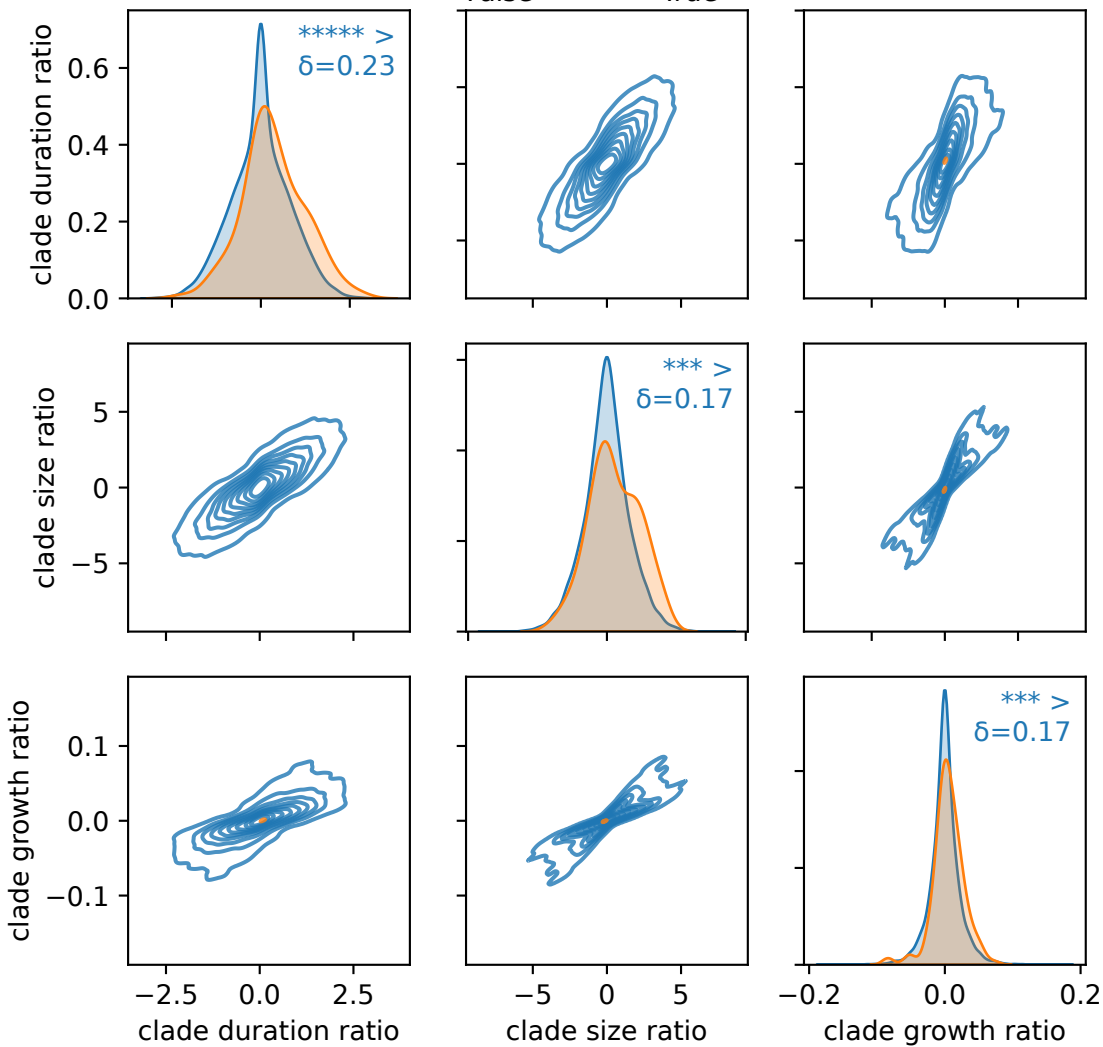 ***** >
δ=0.23
clade duration ratio
0.6
0.4
0.2
0.0
*** >
δ=0.17
clade size ratio
5
0
−5
*** >
δ=0.17
clade growth ratio
0.1
0.0
−0.1
−2.5 0.0 2.5 −5 0 5 −0.2 0.0 0.2
clade duration ratio clade size ratio clade growth ratio